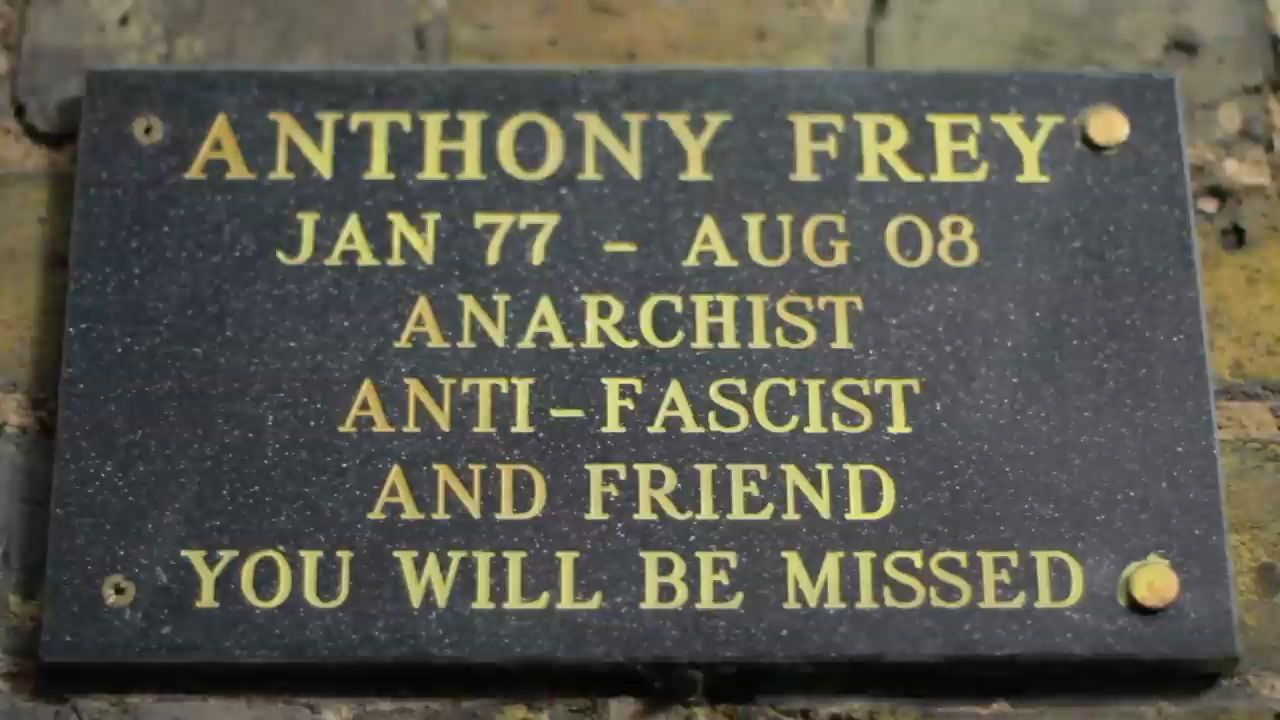 ANTHONY FREY
JAN 77 - AUG 08
ANARCHIST
ANTI-FASCIST
AND FRIEND
YOU WILL BE MISSED